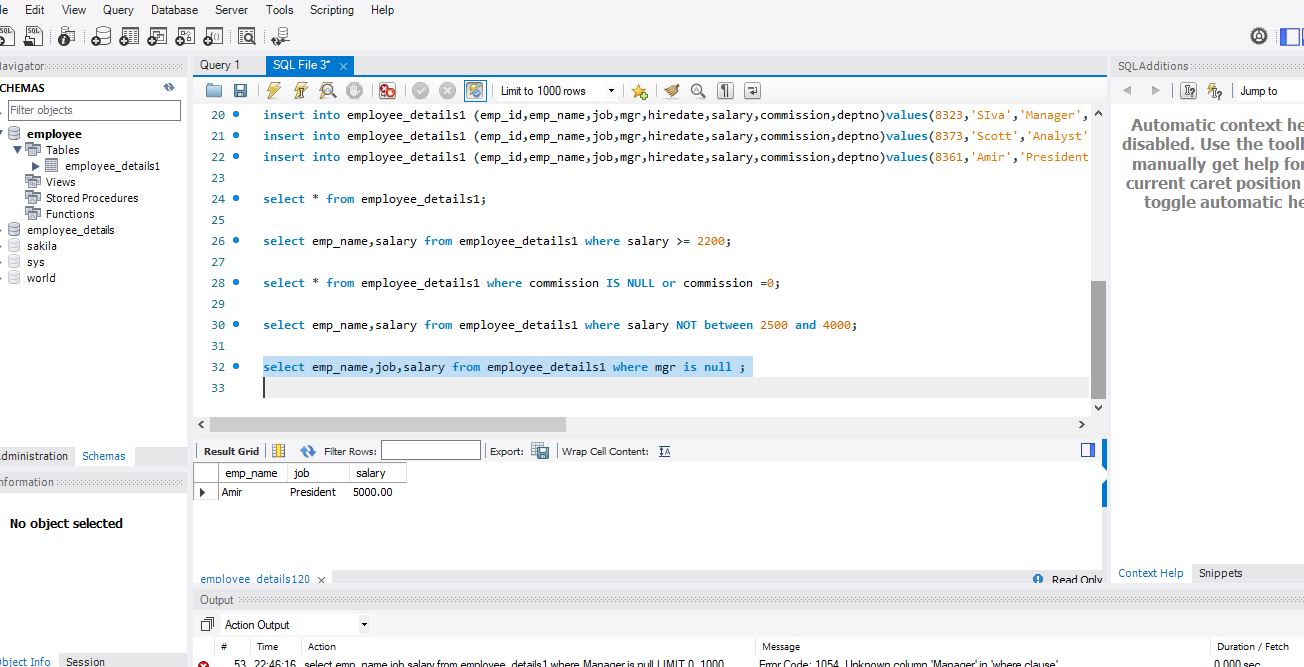 Edit View Query Database Server Tools Scripting Help
Query 1 SQL File 3*
SQLAdditions
Limit to 1000 rows
Jump to
Filter objects
employee
Tables
employee_details1
Views
Stored Procedures
Functions
employee_details
sakila
sys
world
20 insert into employee_details1 (emp_id,emp_name,job,mgr,hiredate,salary,commission,deptno)values(8323,'SIva','Manager',
21 insert into employee_details1 (emp_id,emp_name,job,mgr,hiredate,salary,commission,deptno)values(8373,'Scott','Analyst'
22 insert into employee_details1 (emp_id,emp_name,job,mgr,hiredate,salary,commission,deptno)values(8361,'Amir','President
23
24 select * from employee_details1;
25
26 select emp_name,salary from employee_details1 where salary >= 2200;
27
28 select * from employee_details1 where commission IS NULL or commission =0;
29
30 select emp_name,salary from employee_details1 where salary NOT between 2500 and 4000;
31
32 select emp_name,job,salary from employee_details1 where mgr is null ;
33
Automatic context he
disabled. Use the toolb
manually get help for
current caret position
toggle automatic he
dministration Schemas
nformation
No object selected
Result Grid Filter Rows: Export: Wrap Cell Content:
emp_name job salary
Amir President 5000.00
employee_details120 Read Only
Context Help Snippets
Output
Action Output
# Time Action Message Duration / Fetch
53 22:46:16 select emp_name,job,salary from employee_details1 where Manager is null LIMIT 0, 1000 Error Code: 1054. Unknown column 'Manager' in 'where clause' 0.000 sec
bject Info Session